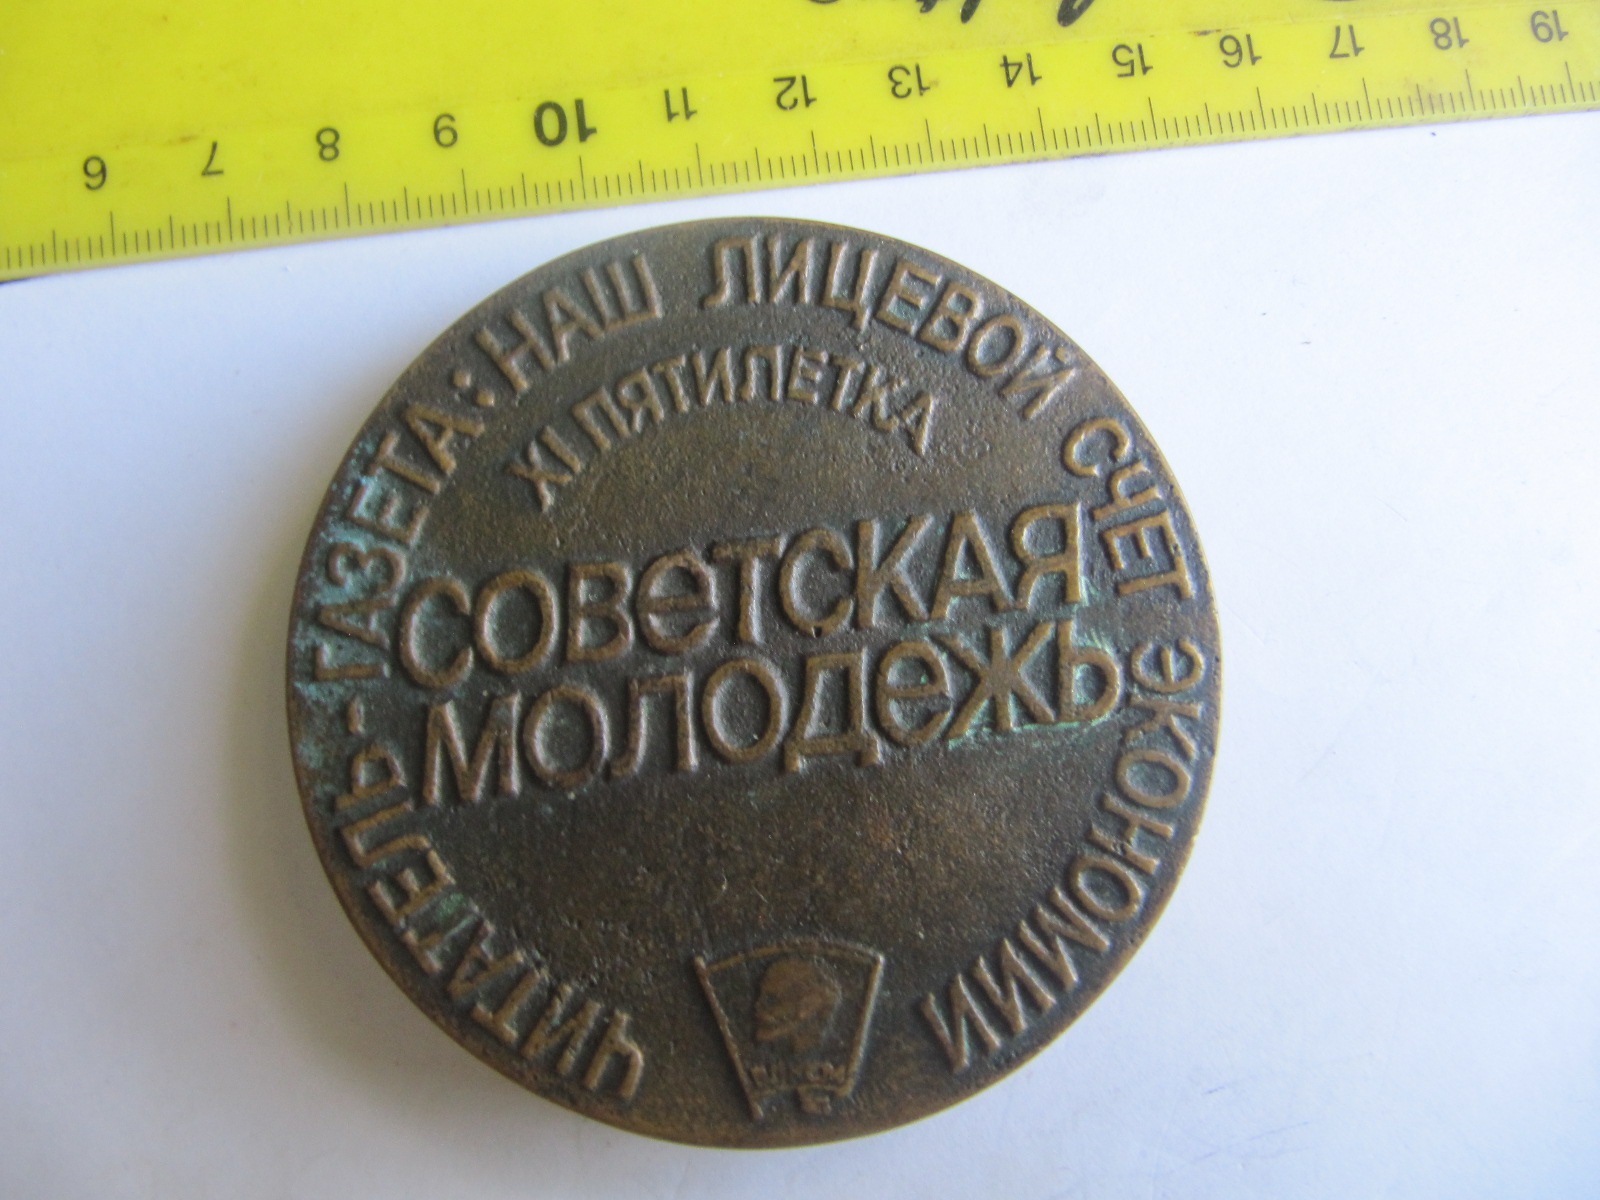 6 7 8 9 10 11 12 13 14 15 16 17 18 19
ЧИТАТЕЛЬ-ГАЗЕТА: НАШ ЛИЦЕВОЙ СЧЕТ ЭКОНОМИИ
XI ПЯТИЛЕТКА
СОВЕТСКАЯ
МОЛОДЕЖЬ
ВЛКСМ